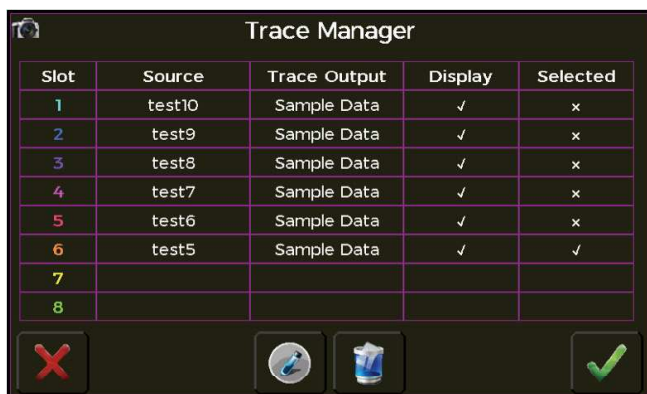 Trace Manager
Slot Source Trace Output Display Selected
1 test10 Sample Data ✓ ×
2 test9 Sample Data ✓ ×
3 test8 Sample Data ✓ ×
4 test7 Sample Data ✓ ×
5 test6 Sample Data ✓ ×
6 test5 Sample Data ✓ ✓
7
8